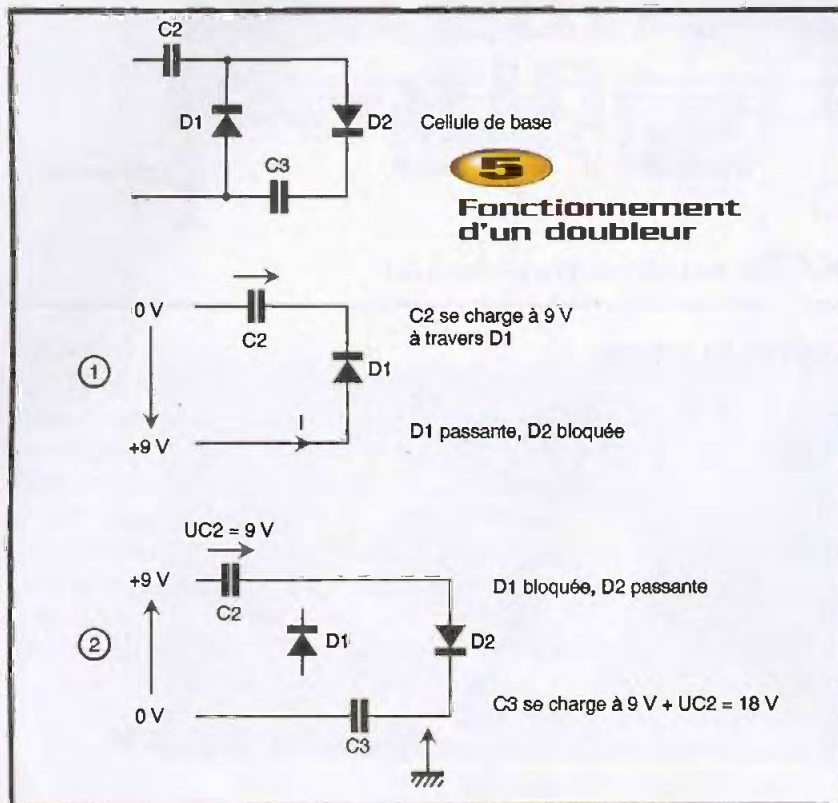 C2
D1
D2
Cellule de base
C3
5
Fonctionnement
d'un doubleur
0 V
C2
C2 se charge à 9 V
à travers D1
1
D1
I
D1 passante, D2 bloquée
+9 V
UC2 = 9 V
+9 V
D1 bloquée, D2 passante
C2
2
D1
D2
0 V
C3 se charge à 9 V + UC2 = 18 V
C3